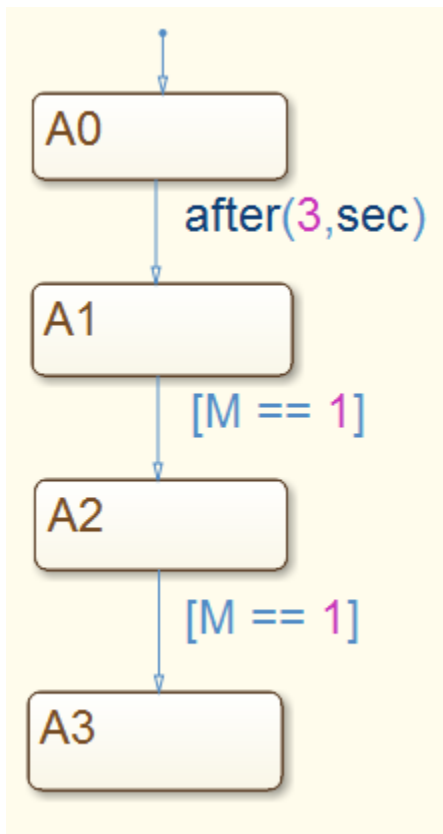 A0
after(3,sec)
A1
[M == 1]
A2
[M == 1]
A3